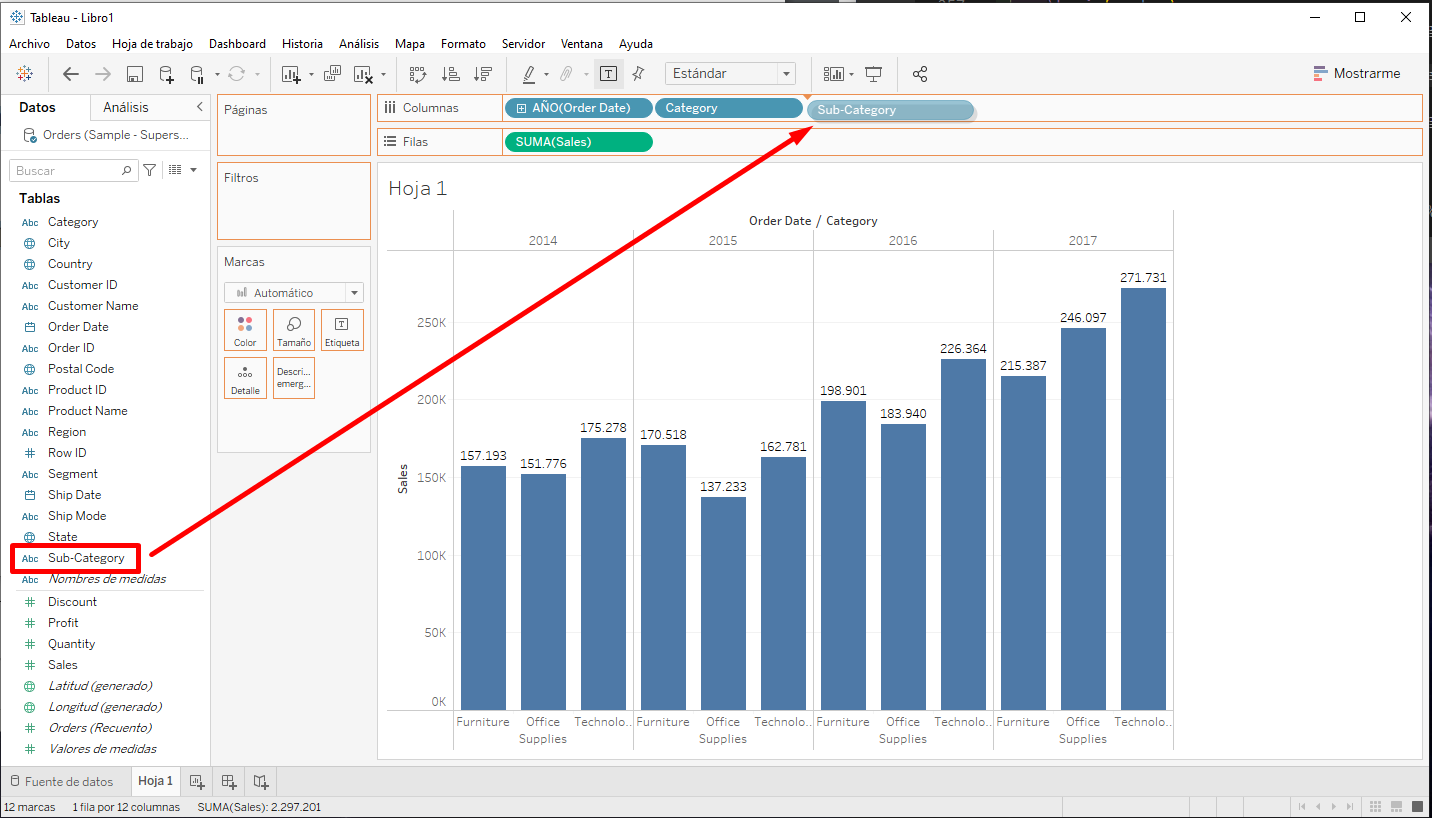 Tableau - Libro1
Archivo Datos Hoja de trabajo Dashboard Historia Análisis Mapa Formato Servidor Ventana Ayuda
Estándar
Mostrarme
Datos Análisis
Orders (Sample - Supers...
Buscar
Tablas
Abc Category
City
Country
Abc Customer ID
Abc Customer Name
Order Date
Abc Order ID
Postal Code
Abc Product ID
Abc Product Name
Abc Region
Row ID
Abc Segment
Ship Date
Abc Ship Mode
State
Abc Sub-Category
Abc Nombres de medidas
Discount
Profit
Quantity
Sales
Latitud (generado)
Longitud (generado)
Orders (Recuento)
Valores de medidas
Páginas
Filtros
Marcas
Automático
Color Tamaño Etiqueta
Detalle Descri... emerg...
Columnas AÑO(Order Date) Category Sub-Category
Filas SUMA(Sales)
Hoja 1
Order Date / Category
2014 2015 2016 2017
Sales
250K
200K
150K
100K
50K
0K
157.193 151.776 175.278 170.518 137.233 162.781 198.901 183.940 226.364 215.387 246.097 271.731
Furniture Office Supplies Technolo.. Furniture Office Supplies Technolo.. Furniture Office Supplies Technolo.. Furniture Office Supplies Technolo..
Fuente de datos Hoja 1
12 marcas 1 fila por 12 columnas SUMA(Sales): 2.297.201